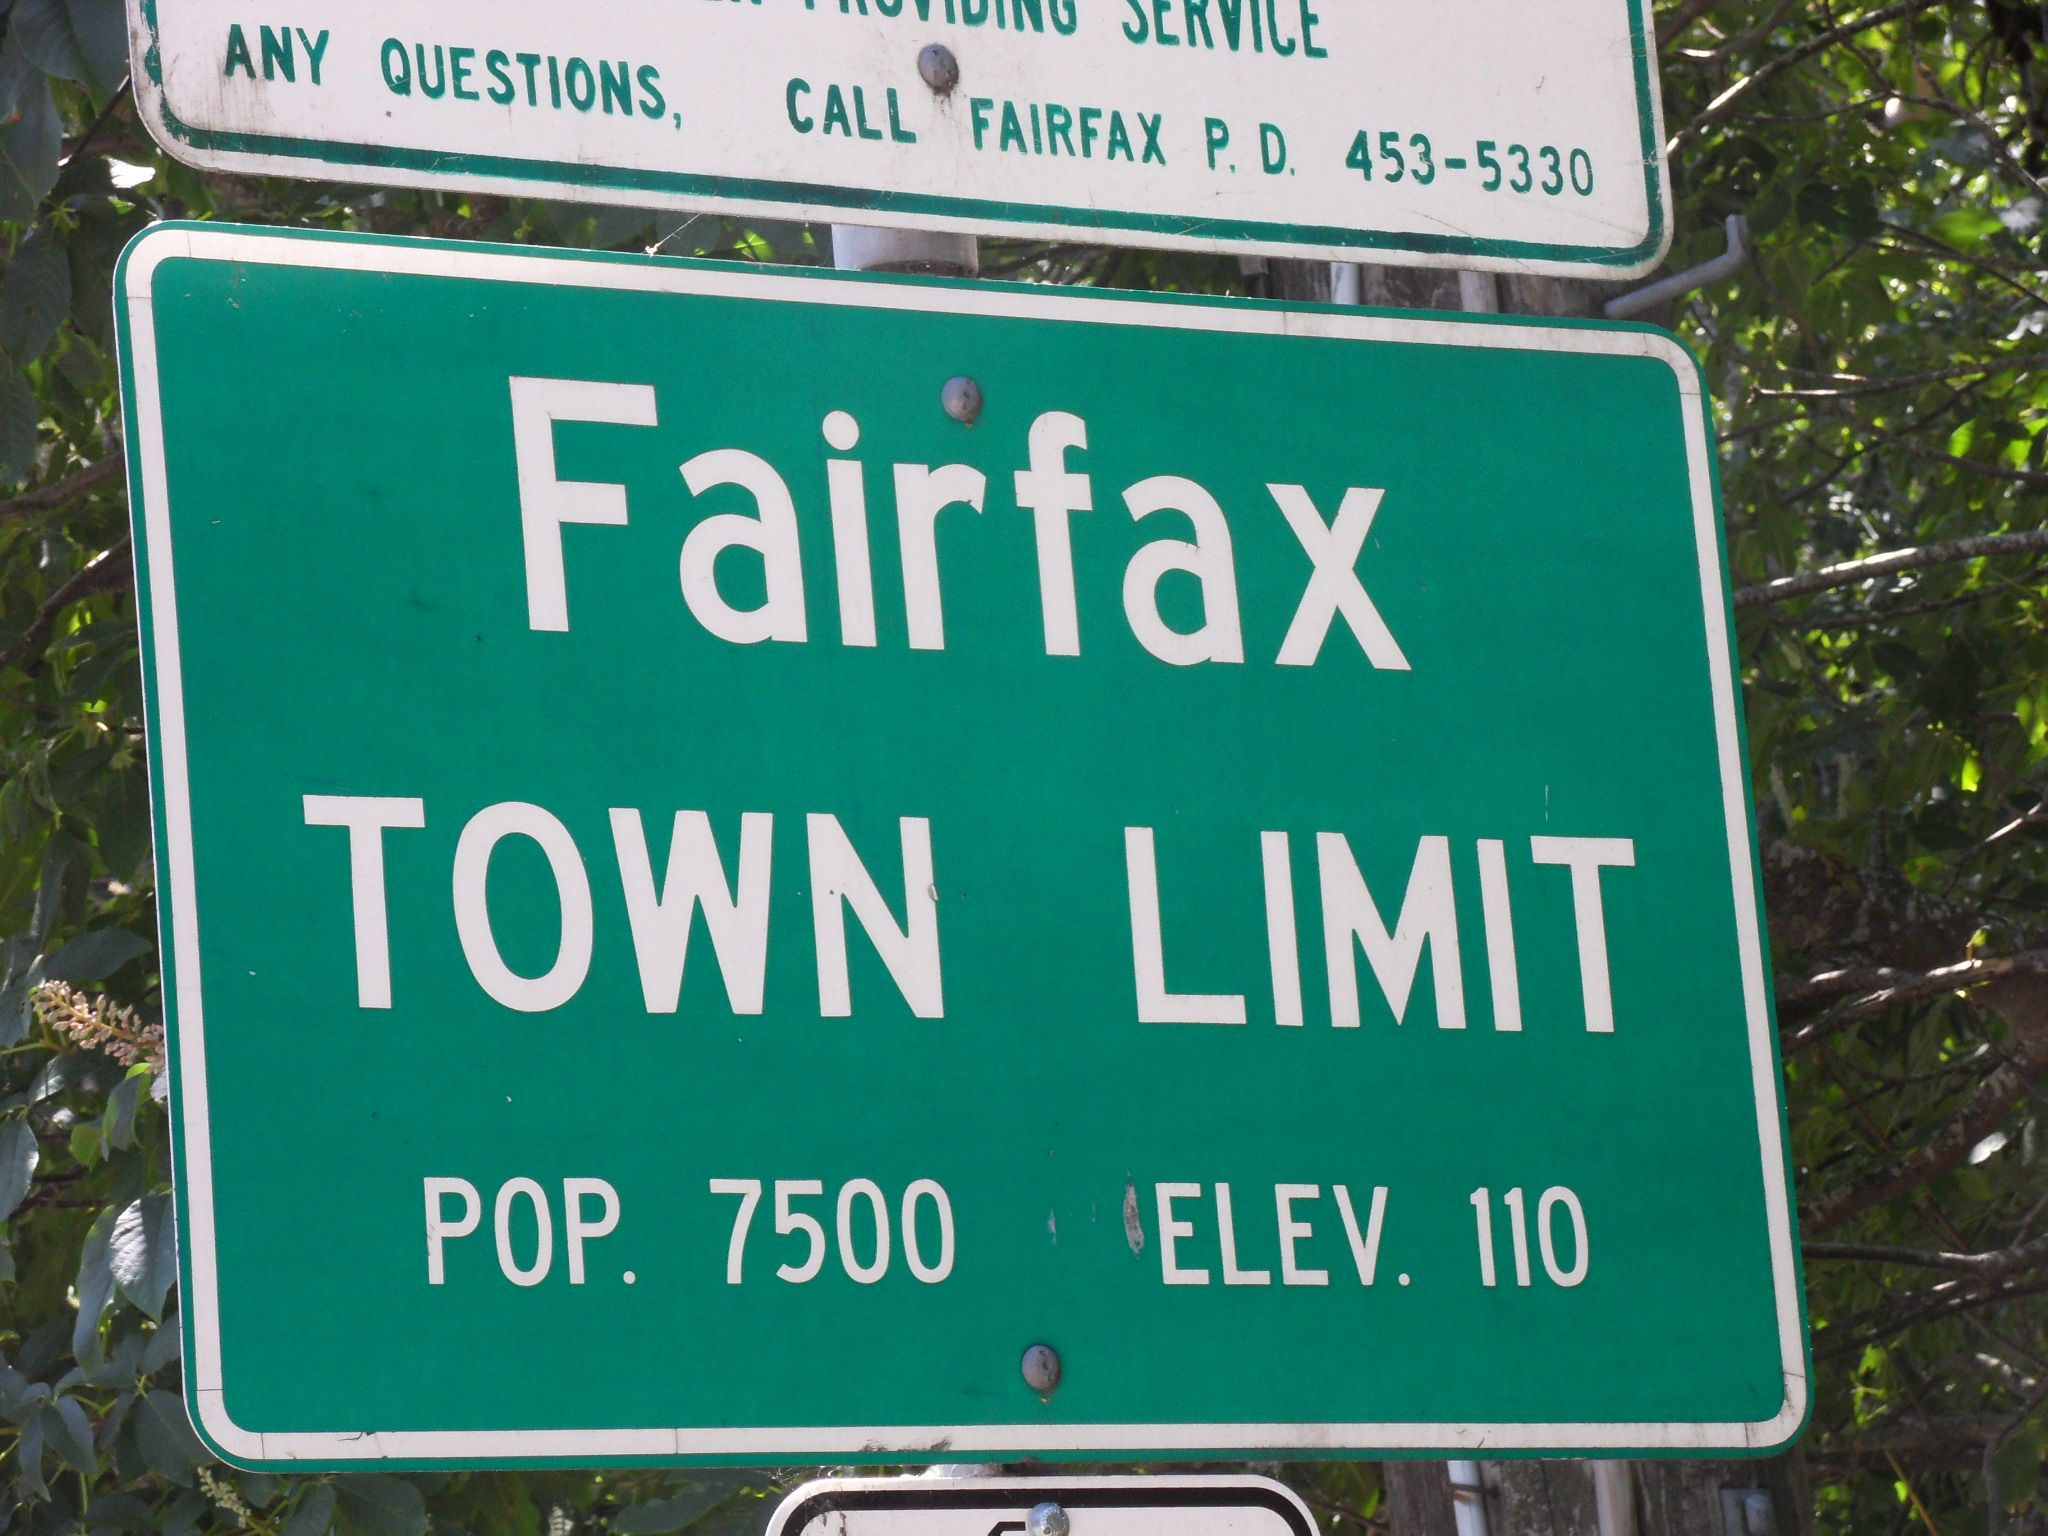 PROVIDING SERVICE
ANY QUESTIONS, CALL FAIRFAX P.D. 453-5330
Fairfax
TOWN LIMIT
POP. 7500 ELEV. 110